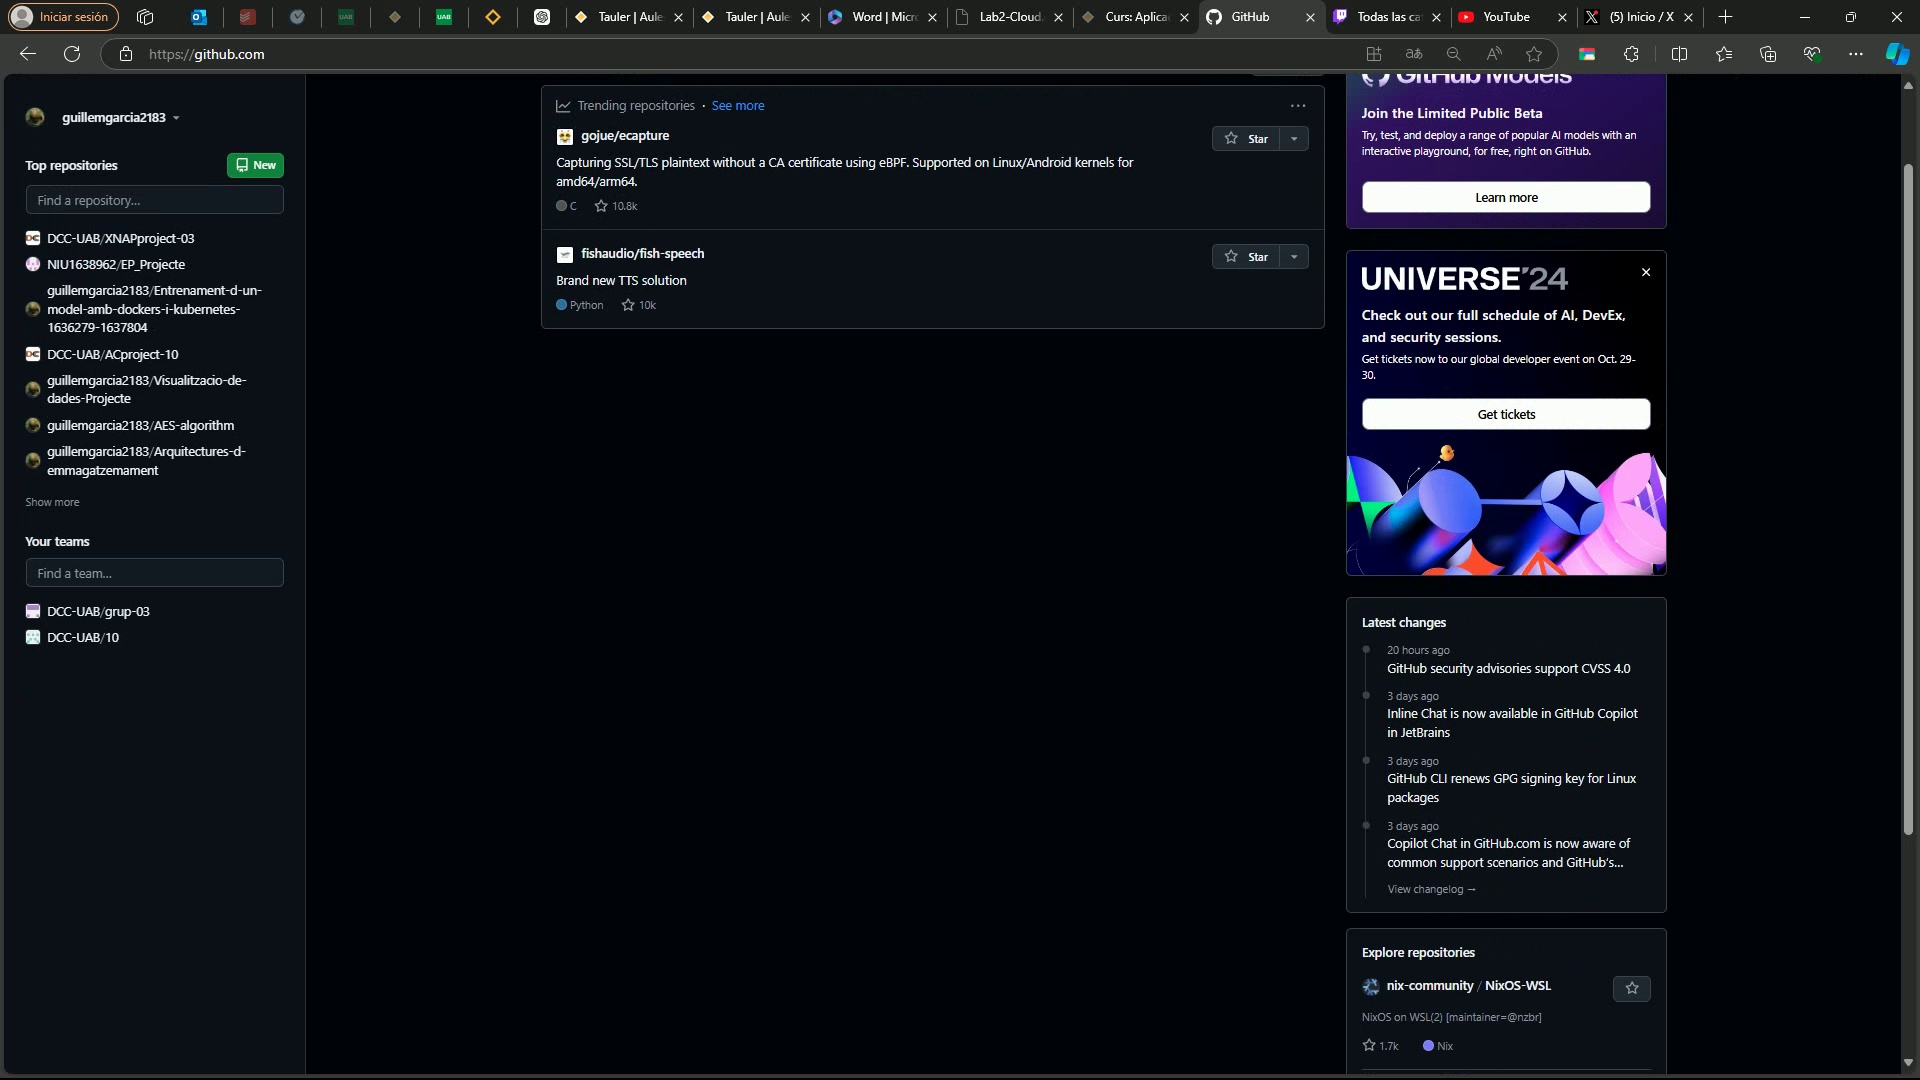 Iniciar sesión
UAB
UAB
Tauler | Aule
Tauler | Aule
Word | Micr
Lab2-Cloud.
Curs: Aplica
GitHub
Todas las ca
YouTube
(5) Inicio / X
https://github.com
guillemgarcia2183
Top repositories
New
Find a repository...
DCC-UAB/XNAPproject-03
NIU1638962/EP_Projecte
guillemgarcia2183/Entrenament-d-un-
model-amb-dockers-i-kubernetes-
1636279-1637804
DCC-UAB/ACproject-10
guillemgarcia2183/Visualitzacio-de-
dades-Projecte
guillemgarcia2183/AES-algorithm
guillemgarcia2183/Arquitectures-d-
emmagatzemament
Show more
Your teams
Find a team...
DCC-UAB/grup-03
DCC-UAB/10
Trending repositories · See more
gojue/ecapture
Star
Capturing SSL/TLS plaintext without a CA certificate using eBPF. Supported on Linux/Android kernels for
amd64/arm64.
C 10.8k
fishaudio/fish-speech
Star
Brand new TTS solution
Python 10k
GitHub Models
Join the Limited Public Beta
Try, test, and deploy a range of popular AI models with an
interactive playground, for free, right on GitHub.
Learn more
UNIVERSE'24
Check out our full schedule of AI, DevEx,
and security sessions.
Get tickets now to our global developer event on Oct. 29-
30.
Get tickets
Latest changes
20 hours ago
GitHub security advisories support CVSS 4.0
3 days ago
Inline Chat is now available in GitHub Copilot
in JetBrains
3 days ago
GitHub CLI renews GPG signing key for Linux
packages
3 days ago
Copilot Chat in GitHub.com is now aware of
common support scenarios and GitHub's...
View changelog →
Explore repositories
nix-community / NixOS-WSL
NixOS on WSL(2) [maintainer=@nzbr]
1.7k Nix